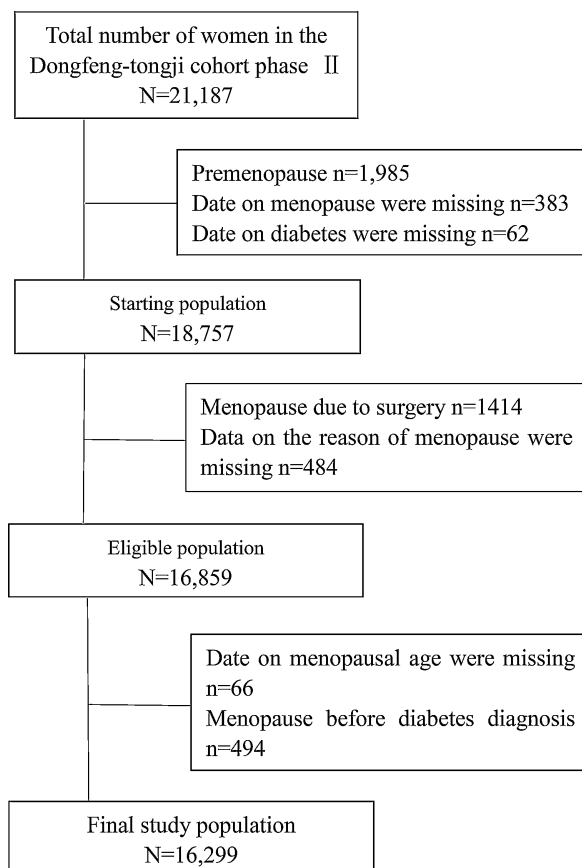 Total number of women in the
Dongfeng-tongji cohort phase Ⅱ
N=21,187
Premenopause n=1,985
Date on menopause were missing n=383
Date on diabetes were missing n=62
Starting population
N=18,757
Menopause due to surgery n=1414
Data on the reason of menopause were
missing n=484
Eligible population
N=16,859
Date on menopausal age were missing
n=66
Menopause before diabetes diagnosis
n=494
Final study population
N=16,299